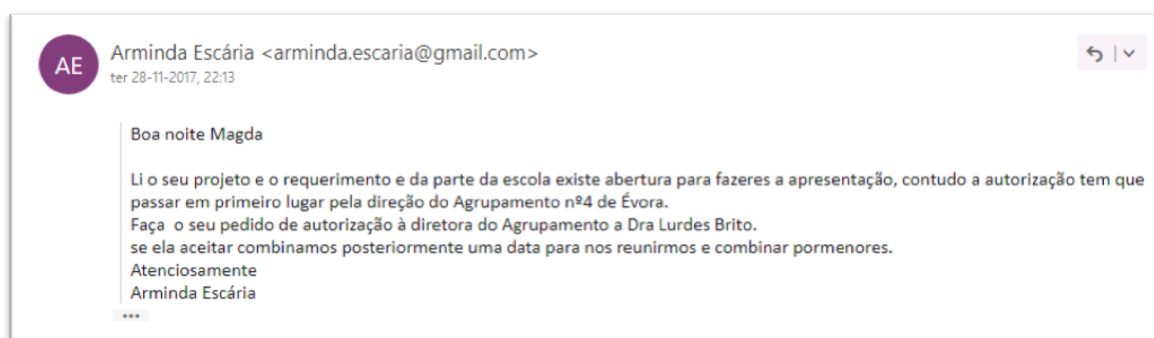 AE
Arminda Escária <arminda.escaria@gmail.com>
ter 28-11-2017, 22:13
Boa noite Magda
Li o seu projeto e o requerimento e da parte da escola existe abertura para fazeres a apresentação, contudo a autorização tem que
passar em primeiro lugar pela direção do Agrupamento nº4 de Évora.
Faça o seu pedido de autorização à diretora do Agrupamento a Dra Lurdes Brito.
se ela aceitar combinamos posteriormente uma data para nos reunirmos e combinar pormenores.
Atenciosamente
Arminda Escária